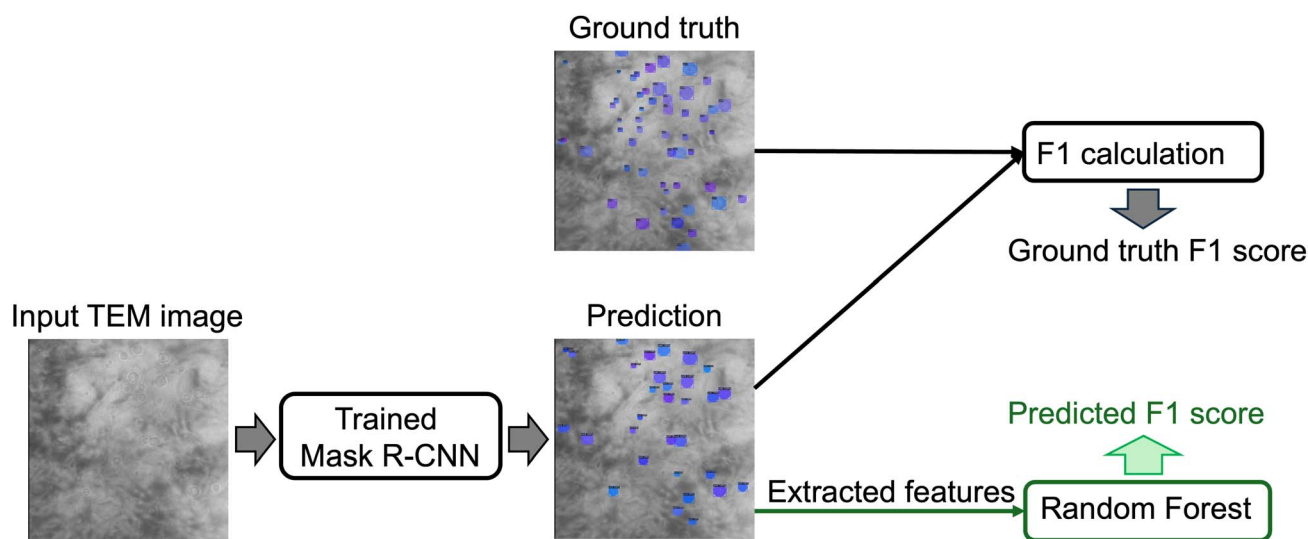 Ground truth
F1 calculation
Ground truth F1 score
Input TEM image
Prediction
Trained
Mask R-CNN
Predicted F1 score
Extracted features
Random Forest